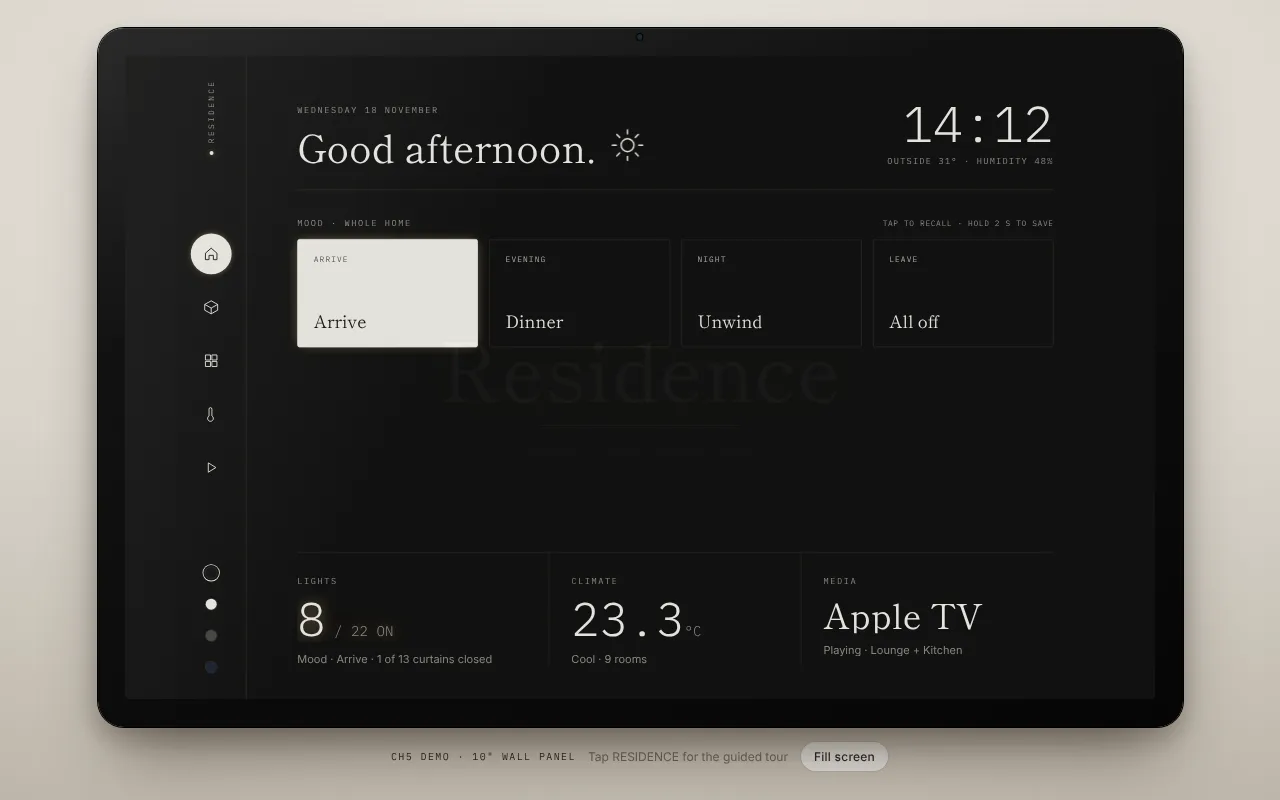 RESIDENCE
WEDNESDAY 18 NOVEMBER
Good afternoon.
14:12
OUTSIDE 31° · HUMIDITY 48%
MOOD · WHOLE HOME
TAP TO RECALL · HOLD 2 S TO SAVE
ARRIVE
Arrive
EVENING
Dinner
NIGHT
Unwind
LEAVE
All off
Residence
LIGHTS
8 / 22 ON
Mood · Arrive · 1 of 13 curtains closed
CLIMATE
23.3°C
Cool · 9 rooms
MEDIA
Apple TV
Playing · Lounge + Kitchen
CH5 DEMO · 10" WALL PANEL
Tap RESIDENCE for the guided tour
Fill screen